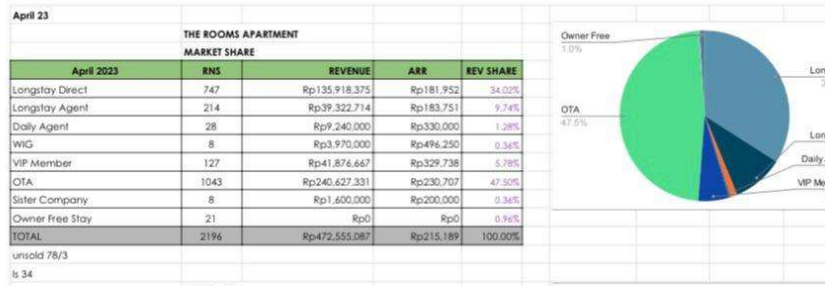 April 23
THE ROOMS APARTMENT
MARKET SHARE
April 2023 RNS REVENUE ARR REV SHARE
Longstay Direct 747 Rp135,918,375 Rp181,952 34.02%
Longstay Agent 214 Rp39,322,714 Rp183,751 9.74%
Daily Agent 28 Rp9,240,000 Rp330,000 1.28%
WIG 8 Rp3,970,000 Rp496,250 0.36%
VIP Member 127 Rp41,876,667 Rp329,738 5.78%
OTA 1043 Rp240,627,331 Rp230,707 47.50%
Sister Company 8 Rp1,600,000 Rp200,000 0.36%
Owner Free Stay 21 Rp0 Rp0 0.96%
TOTAL 2196 Rp472,555,087 Rp215,189 100.00%
unsold 78/3
ls 34
Owner Free
1.0%
OTA
47.5%
Lon
Lon
Daily
VIP Me